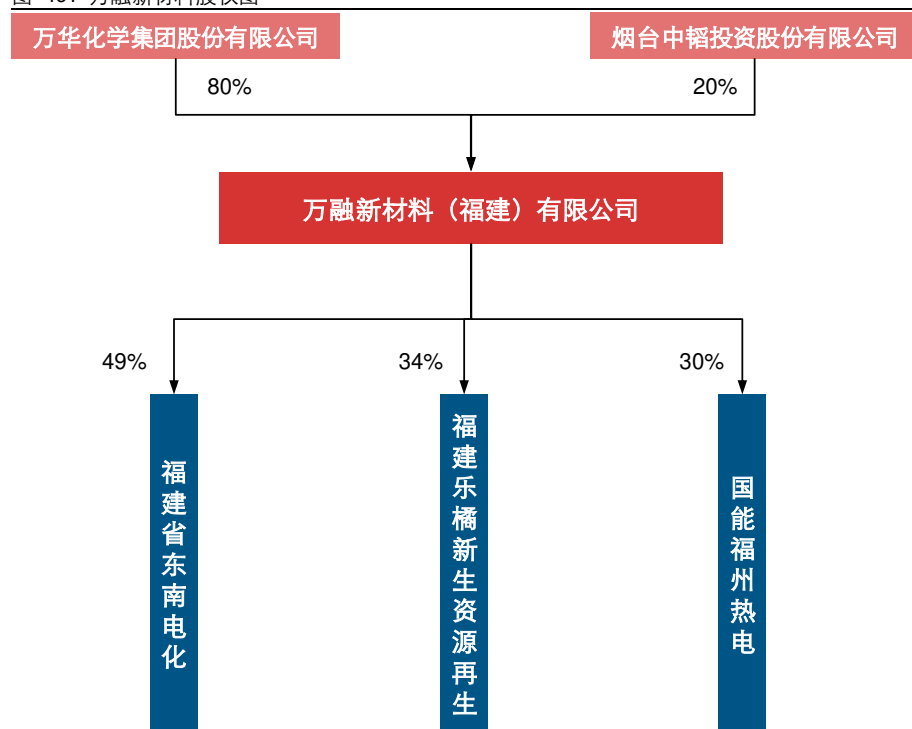 万华化学集团股份有限公司
烟台中韬投资股份有限公司
80%
20%
万融新材料（福建）有限公司
49%
34%
30%
福建省东南电化
福建乐橘新生资源再生
国能福州热电